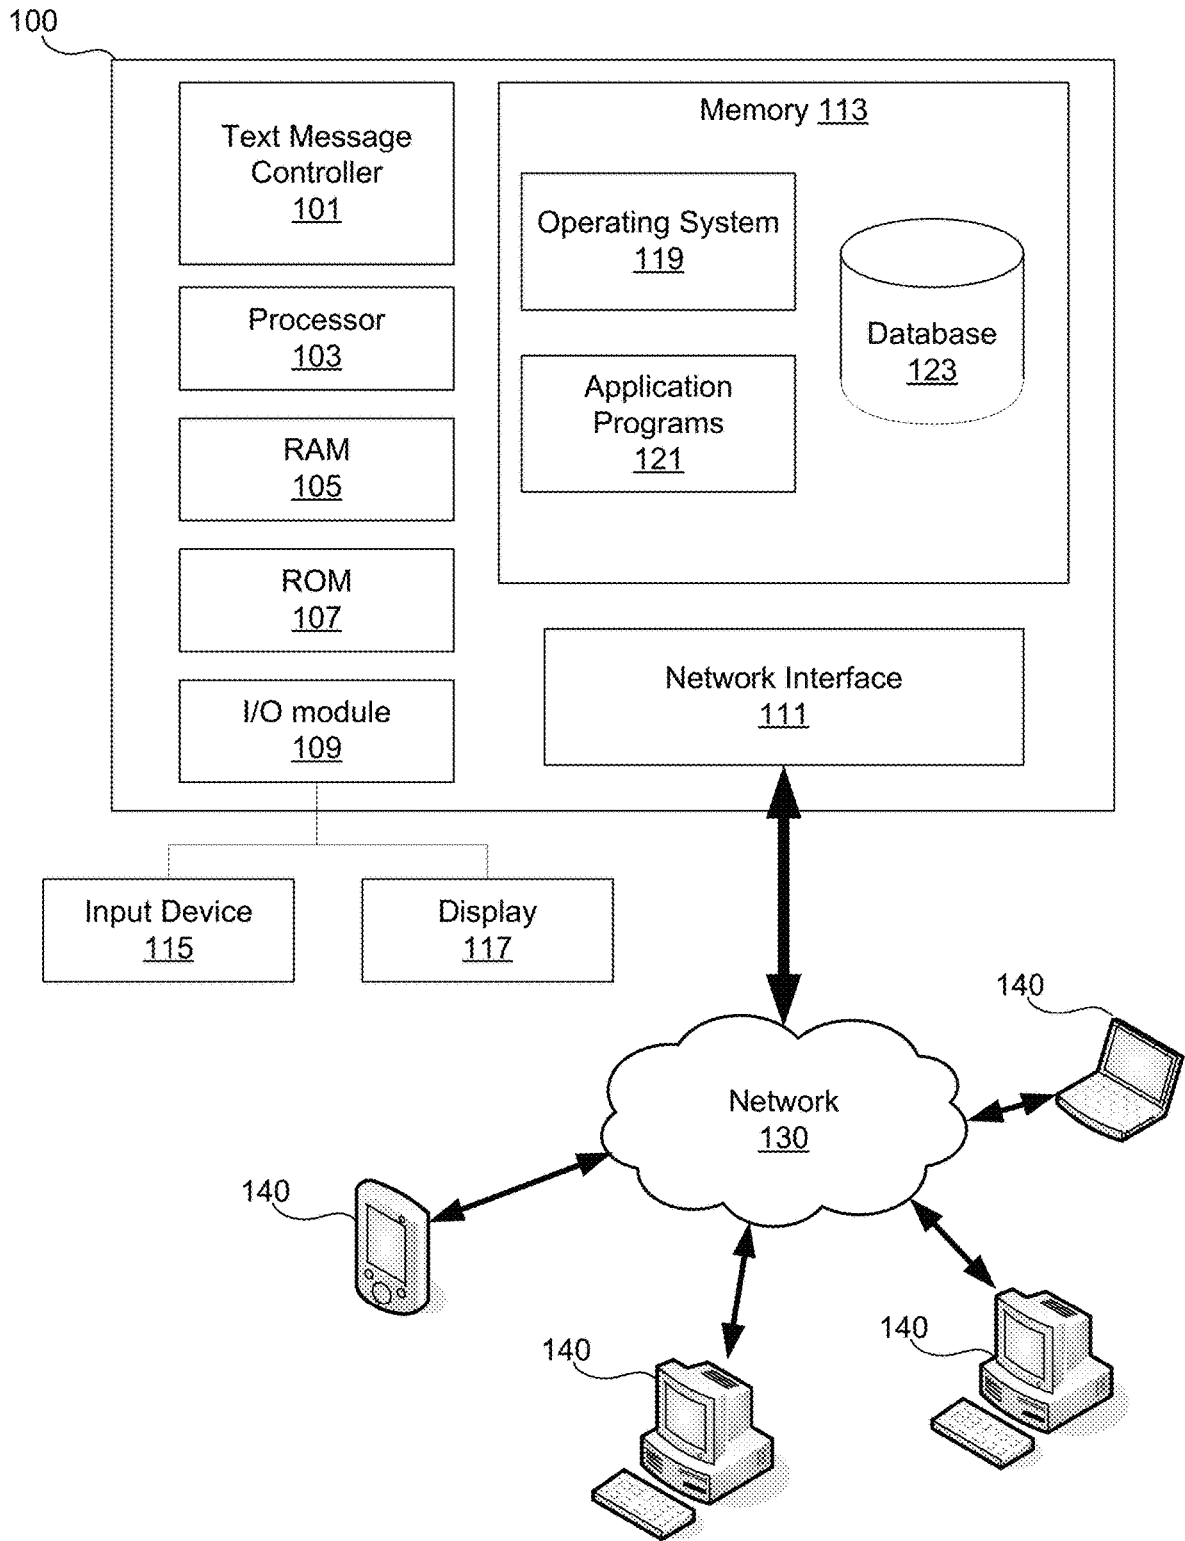 100
Text Message
Controller
101
Processor
103
RAM
105
ROM
107
I/O module
109
Memory 113
Operating System
119
Application
Programs
121
Database
123
Network Interface
111
Input Device
115
Display
117
140
Network
130
140
140
140